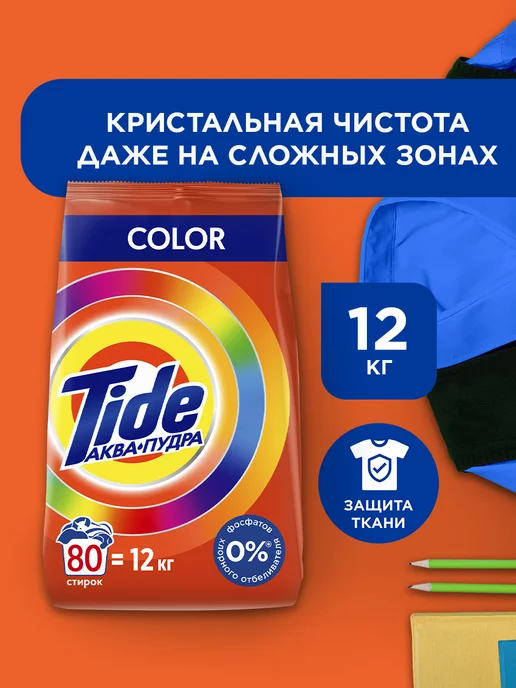 КРИСТАЛЬНАЯ ЧИСТОТА
ДАЖЕ НА СЛОЖНЫХ ЗОНАХ
COLOR
12
КГ
Tide
АКВА•ПУДРА
ЗАЩИТА
ТКАНИ
80 = 12 кг
стирок
фосфатов
0%*
хлорного отбеливателя